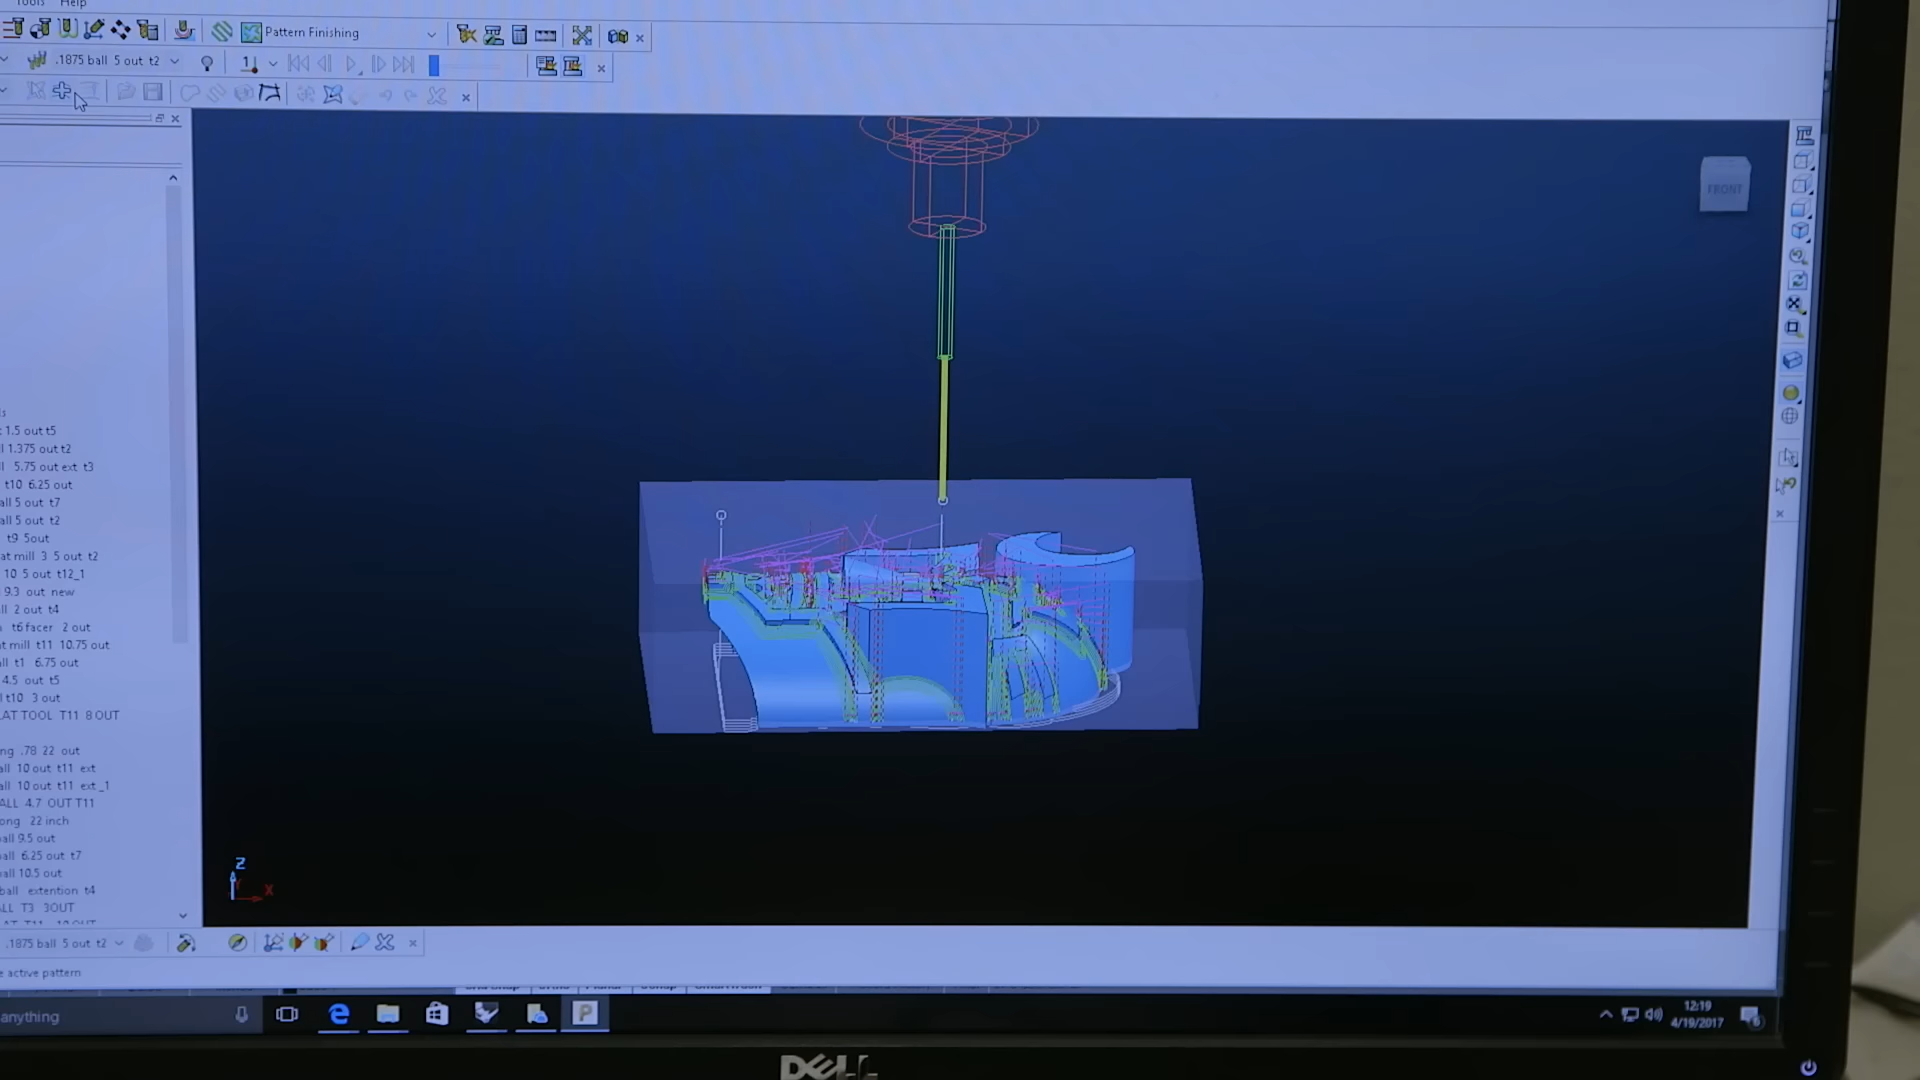 Tools Help
Pattern Finishing
.1875 ball 5 out t2
FRONT
1.5 out t5
1.375 out t2
5.75 out ext t3
t10 6.25 out
all 5 out t7
all 5 out t2
t9 5out
at mill 3 5 out t2
10 5 out t12_1
9.3 out new
ll 2 out t4
t6 facer 2 out
at mill t11 10.75 out
all t1 6.75 out
4.5 out t5
t10 3 out
AT TOOL T11 8 OUT
ng .78 22 out
all 10 out t11 ext
all 10 out t11 ext_1
ALL 4.7 OUT T11
ong 22 inch
ball 9.5 out
ball 6.25 out t7
ball 10.5 out
ball extention t4
LL T3 3OUT
Z
X
.1875 ball 5 out t2
e active pattern
anything
12:19
4/19/2017
DELL